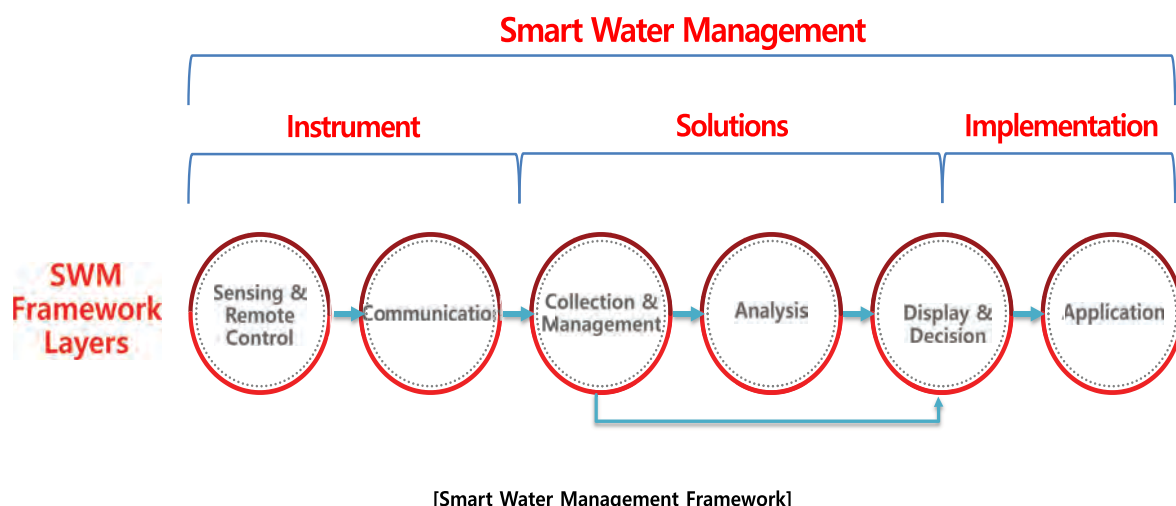 Smart Water Management
Instrument
Solutions
Implementation
SWM
Framework
Layers
Sensing &
Remote
Control
Communication
Collection &
Management
Analysis
Display &
Decision
Application
[Smart Water Management Framework]